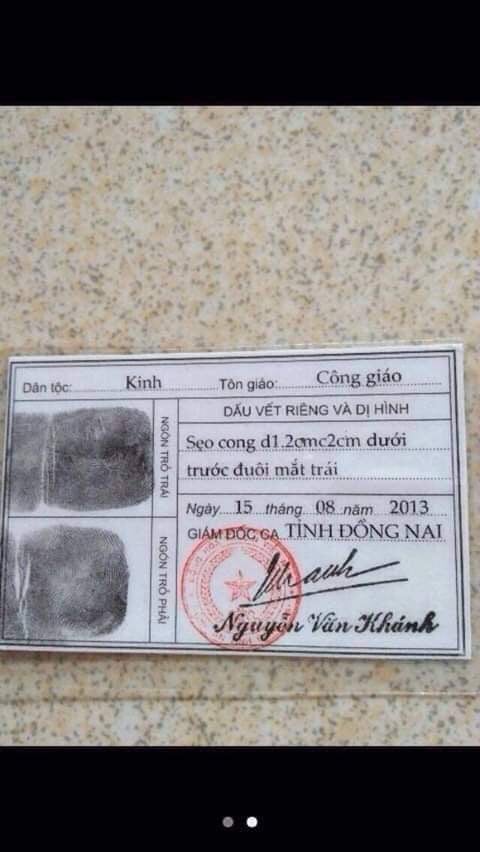 Dân tộc: Kinh Tôn giáo: Công giáo
DẤU VẾT RIÊNG VÀ DỊ HÌNH
Sẹo cong d1.2cmc2cm dưới
trước đuôi mắt trái
NGÓN TRỎ TRÁI
Ngày 15 tháng 08 năm 2013
GIÁM ĐỐC CA TỈNH ĐỒNG NAI
NGÓN TRỎ PHẢI
Nguyễn Văn Khánh